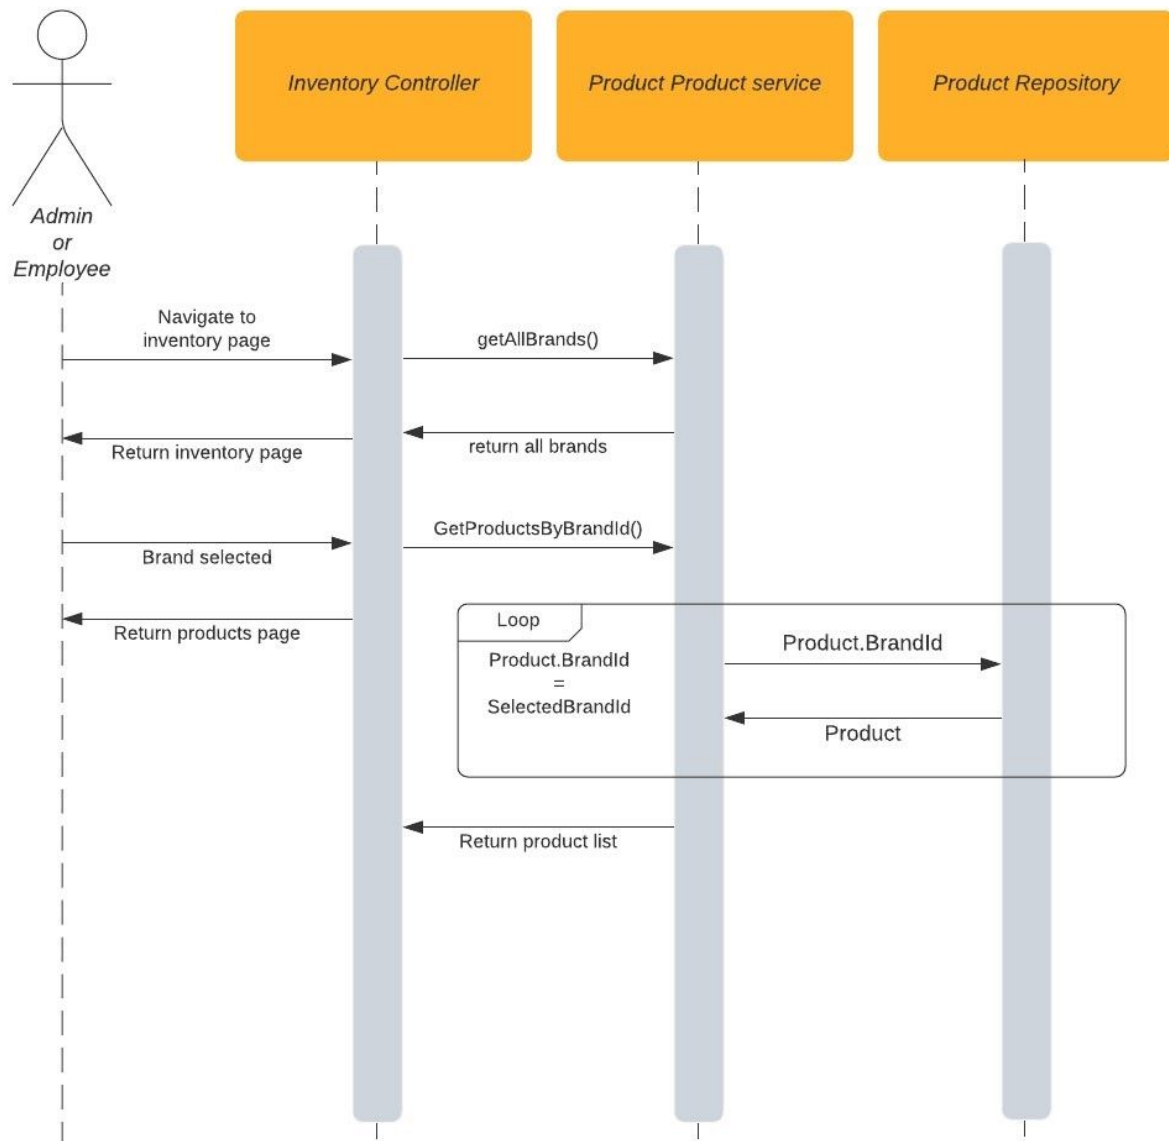 Inventory Controller
Product Product service
Product Repository
Admin
or
Employee
Navigate to
inventory page
getAllBrands()
Return inventory page
return all brands
Brand selected
GetProductsByBrandId()
Return products page
Loop
Product.BrandId
=
SelectedBrandId
Product.BrandId
Product
Return product list